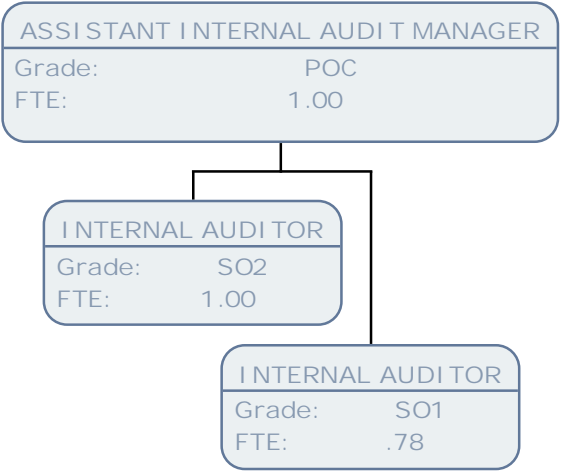 ASSISTANT INTERNAL AUDIT MANAGER
Grade: POC
FTE: 1.00
INTERNAL AUDITOR
Grade: SO2
FTE: 1.00
INTERNAL AUDITOR
Grade: SO1
FTE: .78